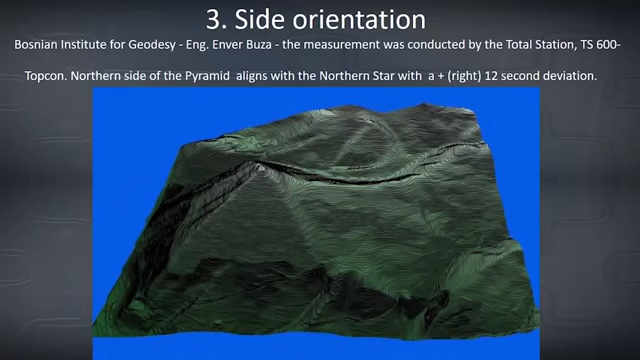 3. Side orientation
Bosnian Institute for Geodesy - Eng. Enver Buza - the measurement was conducted by the Total Station, TS 600-
Topcon. Northern side of the Pyramid  aligns with the Northern Star with  a + (right) 12 second deviation.